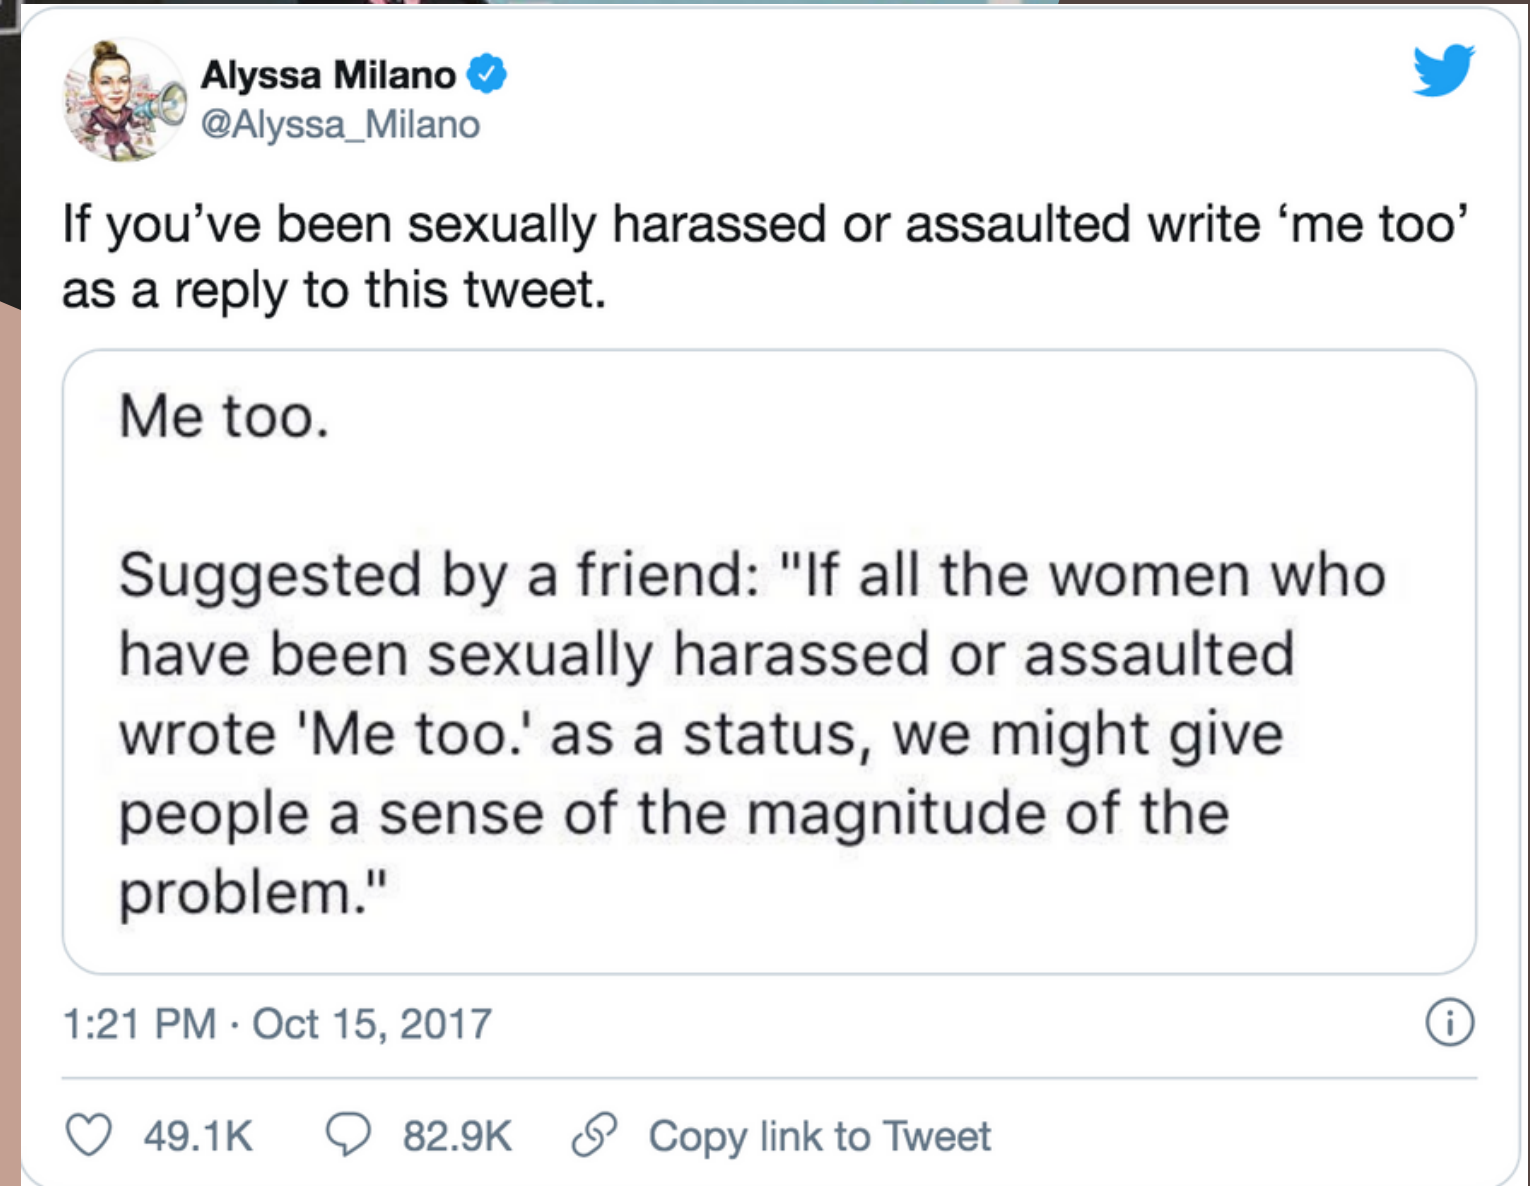 Alyssa Milano
@Alyssa_Milano
If you’ve been sexually harassed or assaulted write ‘me too’
as a reply to this tweet.
Me too.
Suggested by a friend: "If all the women who
have been sexually harassed or assaulted
wrote 'Me too.' as a status, we might give
people a sense of the magnitude of the
problem."
1:21 PM · Oct 15, 2017
49.1K 82.9K Copy link to Tweet